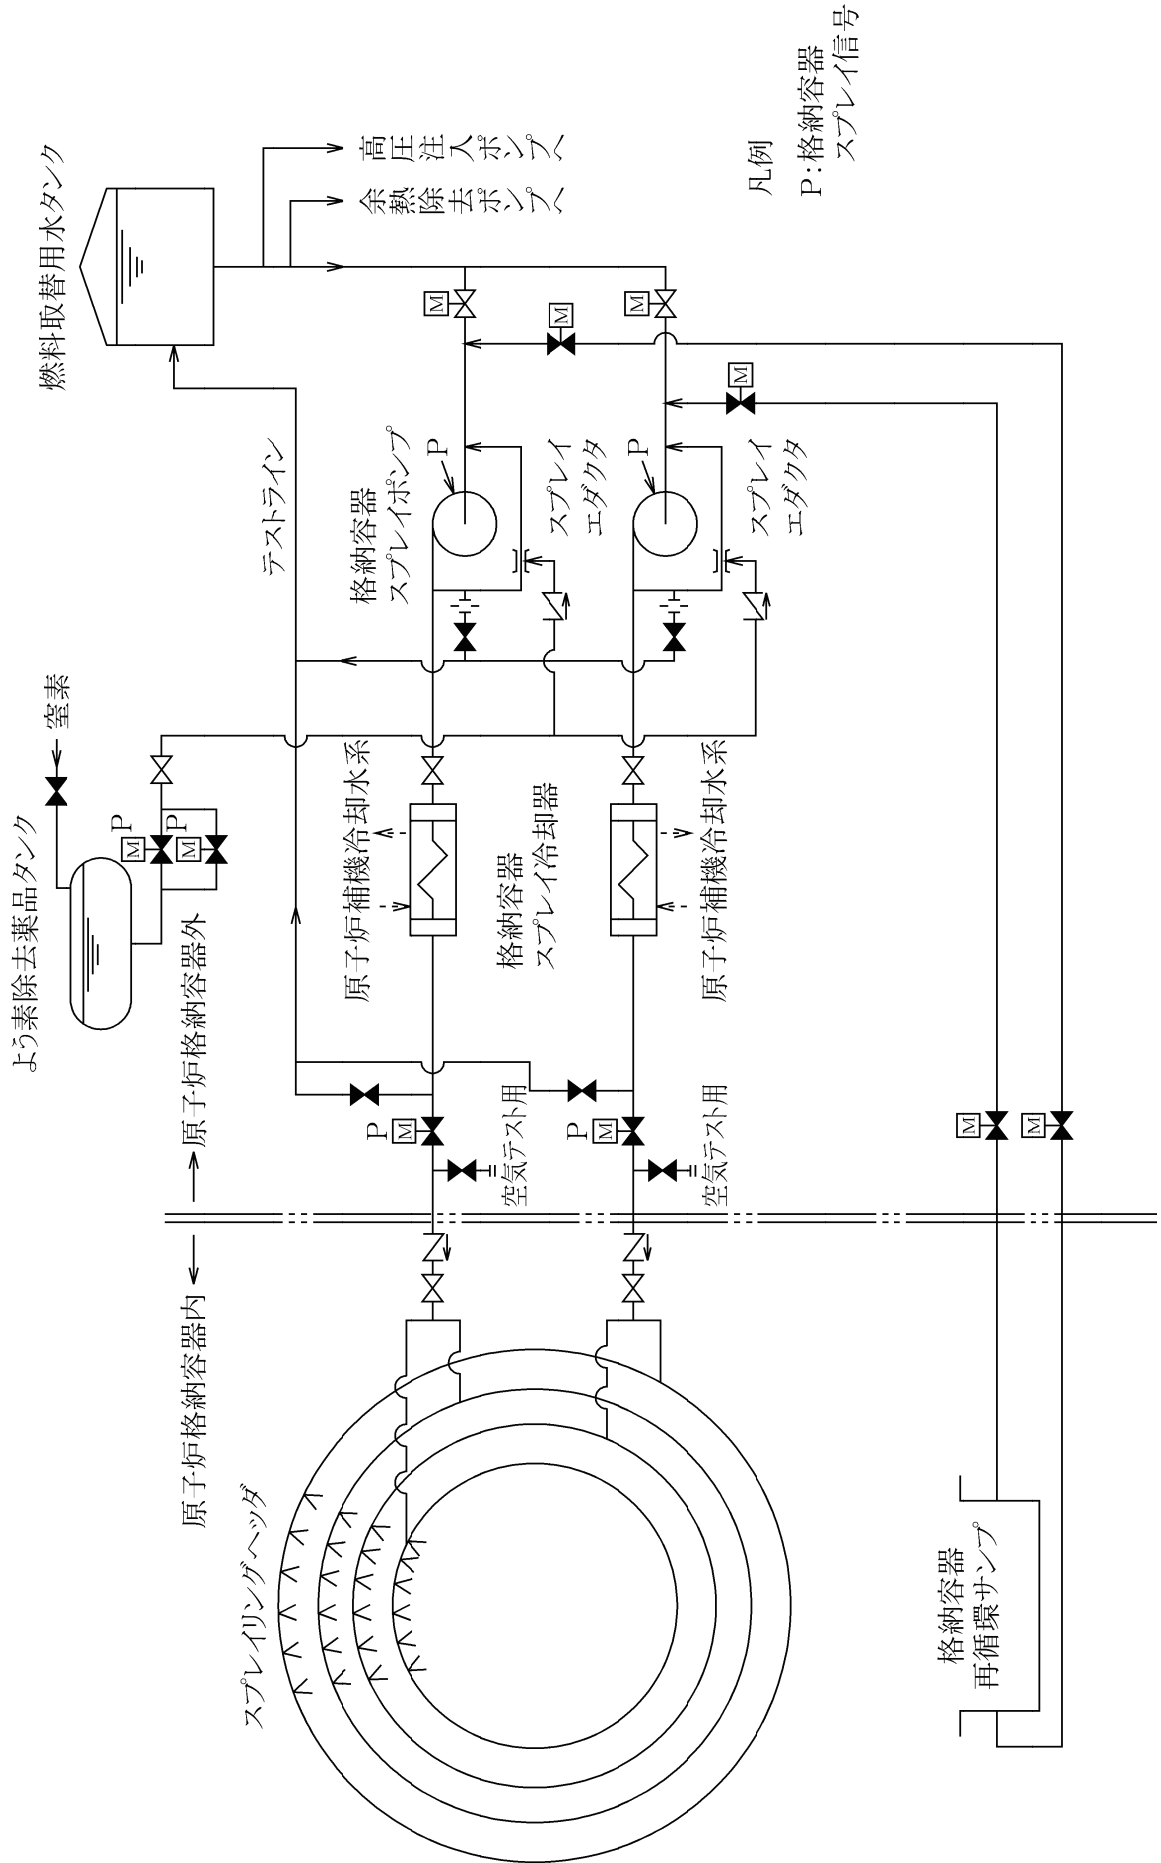 よう素除去薬品タンク
窒素
燃料取替用水タンク
M
P
M
P
高圧注入ポンプへ
余熱除去ポンプへ
原子炉格納容器内
原子炉格納容器外
テストライン
スプレイリングヘッダ
P
M
空気テスト用
原子炉補機冷却水系
格納容器
スプレイポンプ
P
M
M
格納容器
スプレイ冷却器
スプレイ
エダクタ
P
M
空気テスト用
原子炉補機冷却水系
P
M
M
スプレイ
エダクタ
凡例
P:格納容器
スプレイ信号
格納容器
再循環サンプ
M
M